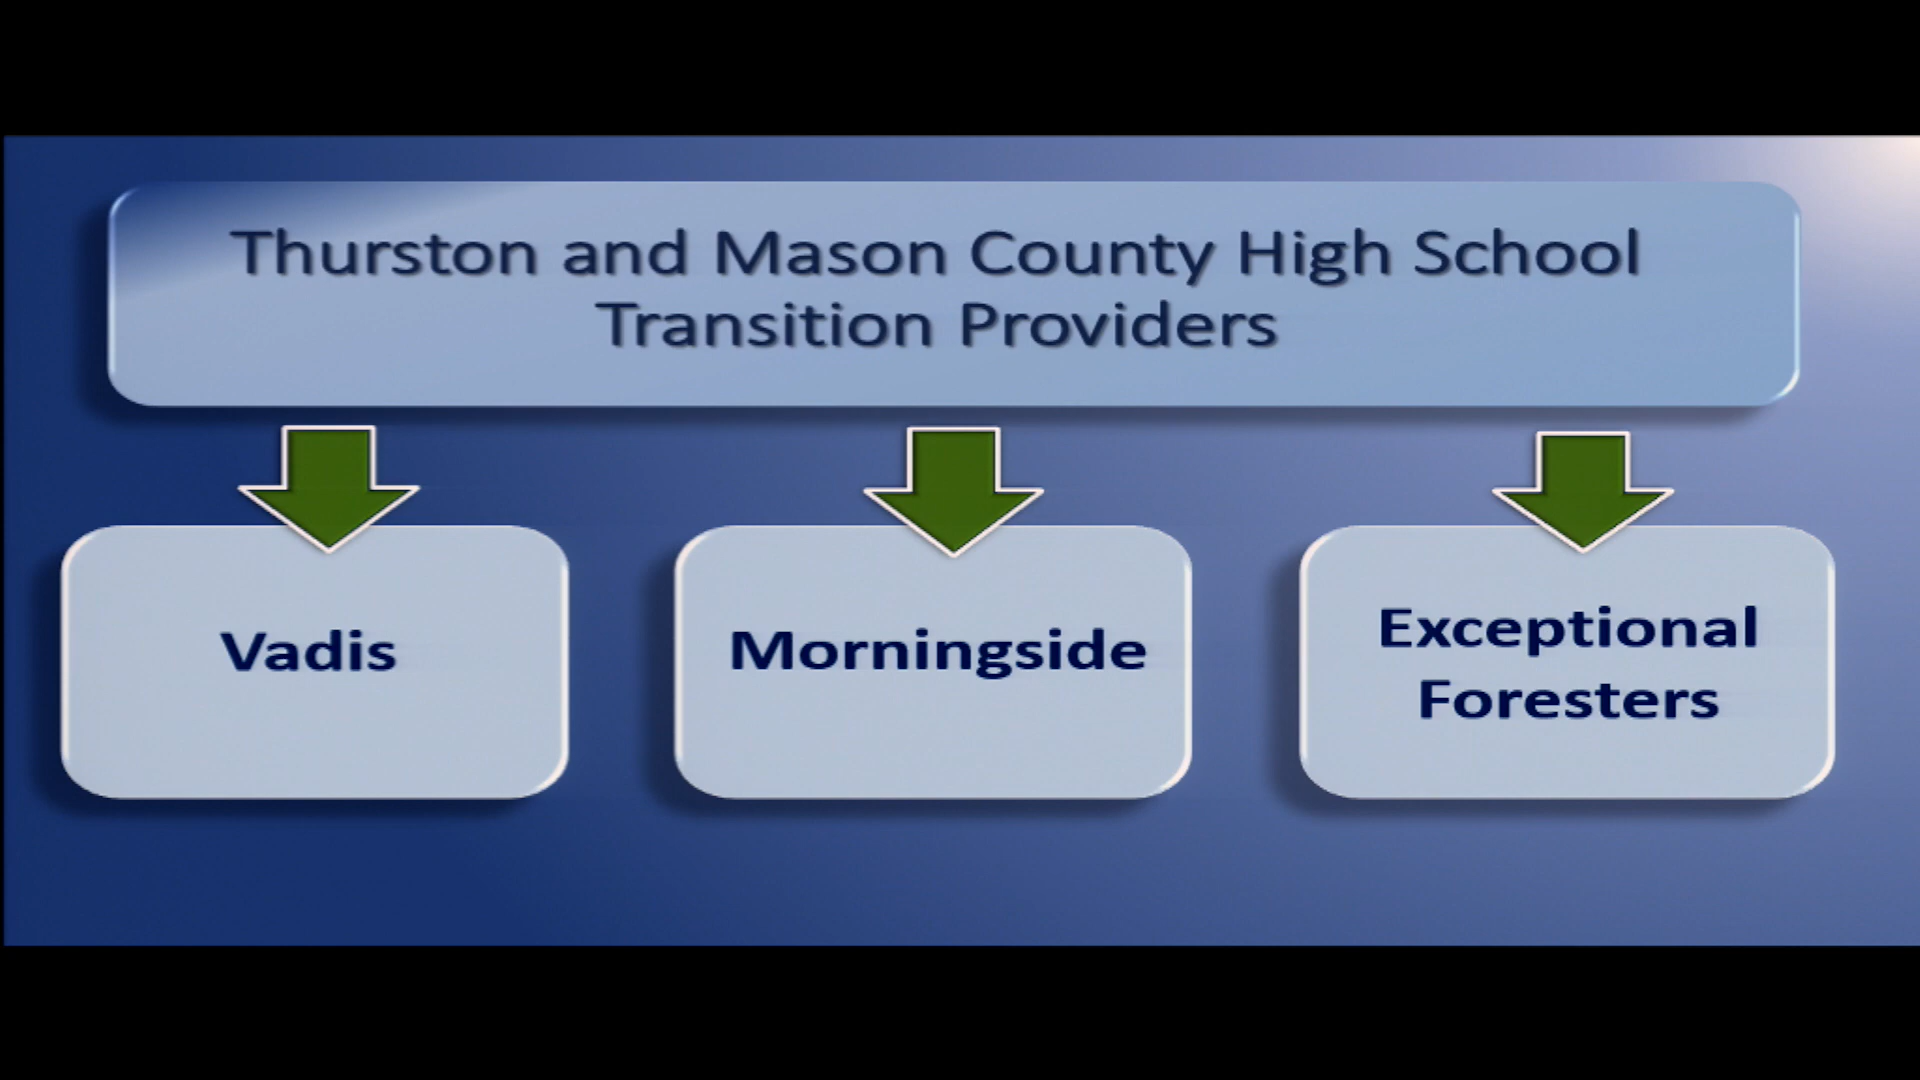 Thurston and Mason County High School
Transition Providers
Vadis
Morningside
Exceptional
Foresters